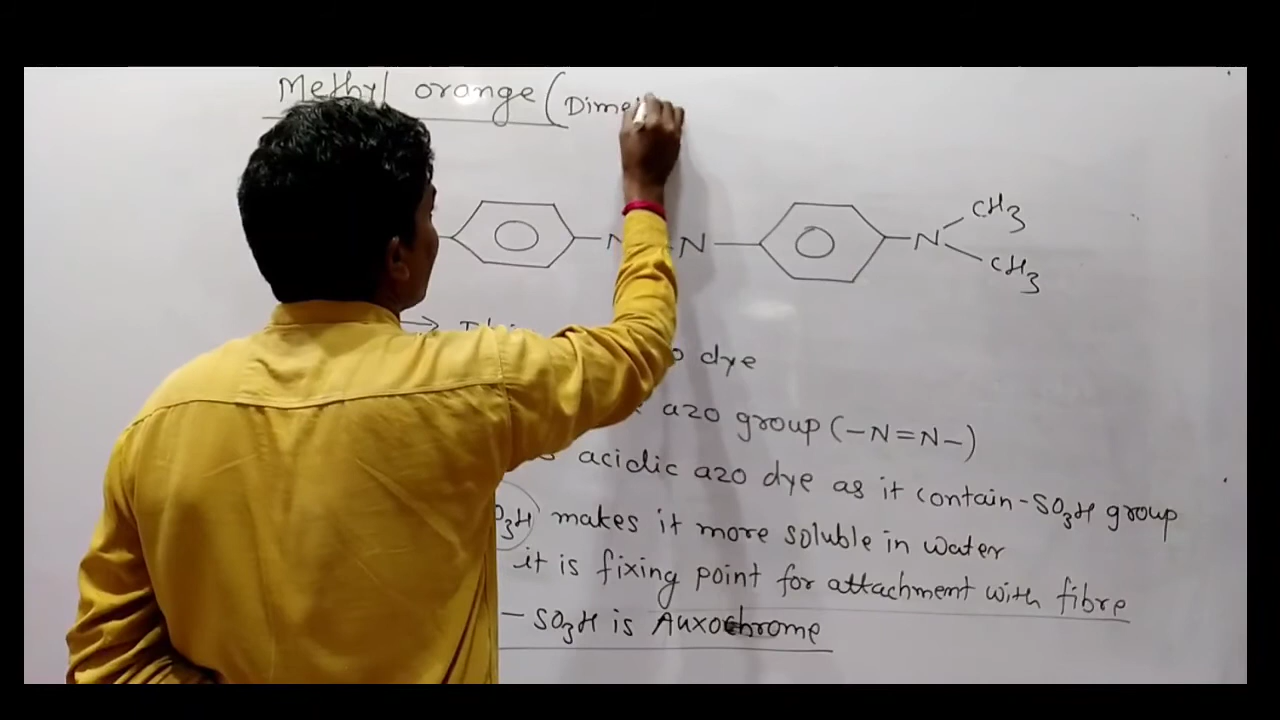 Methyl orange (Dime
N N N CH3
CH3
→
dye
azo group (-N=N-)
acidic azo dye as it contain -SO3H group
O3H makes it more soluble in water
it is fixing point for attachment with fibre
- SO3H is Auxochrome